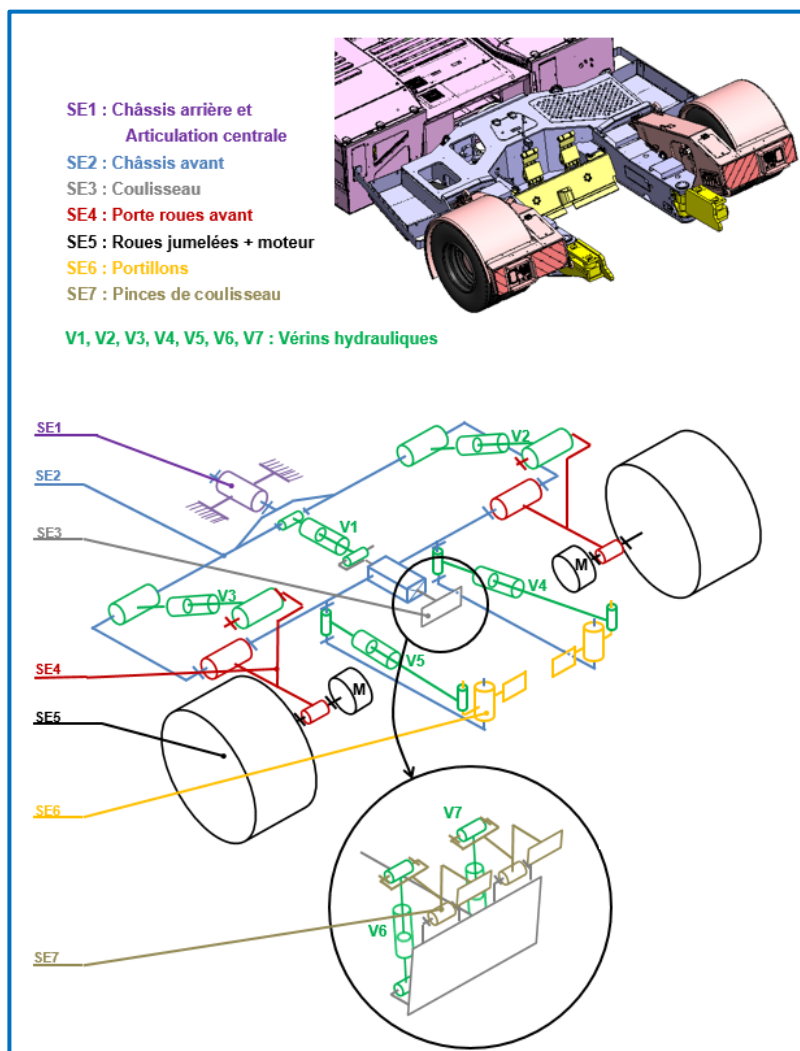 SE1 : Châssis arrière et
Articulation centrale
SE2 : Châssis avant
SE3 : Coulisseau
SE4 : Porte roues avant
SE5 : Roues jumelées + moteur
SE6 : Portillons
SE7 : Pinces de coulisseau
V1, V2, V3, V4, V5, V6, V7 : Vérins hydrauliques
SE1
V2
SE2
V1
SE3
M
V4
V3
V5
SE4
M
SE5
SE6
V7
V6
SE7